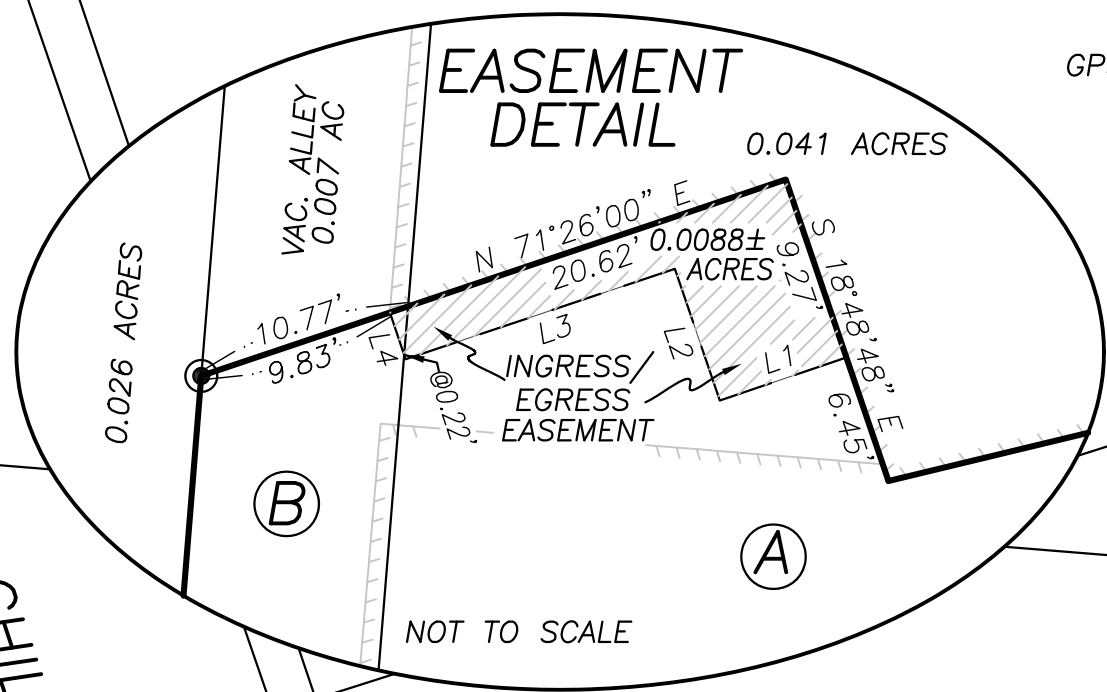 EASEMENT
DETAIL
GP
0.041 ACRES
VAC. ALLEY
0.007 AC
0.026 ACRES
N 71°26'00" E
20.62'
0.0088±
ACRES
S 18°48'48" E
9.27'
6.45'
10.77'
9.83'
L4
L3
L2
L1
@0.22'
INGRESS/
EGRESS
EASEMENT
B
A
NOT TO SCALE
CHIL